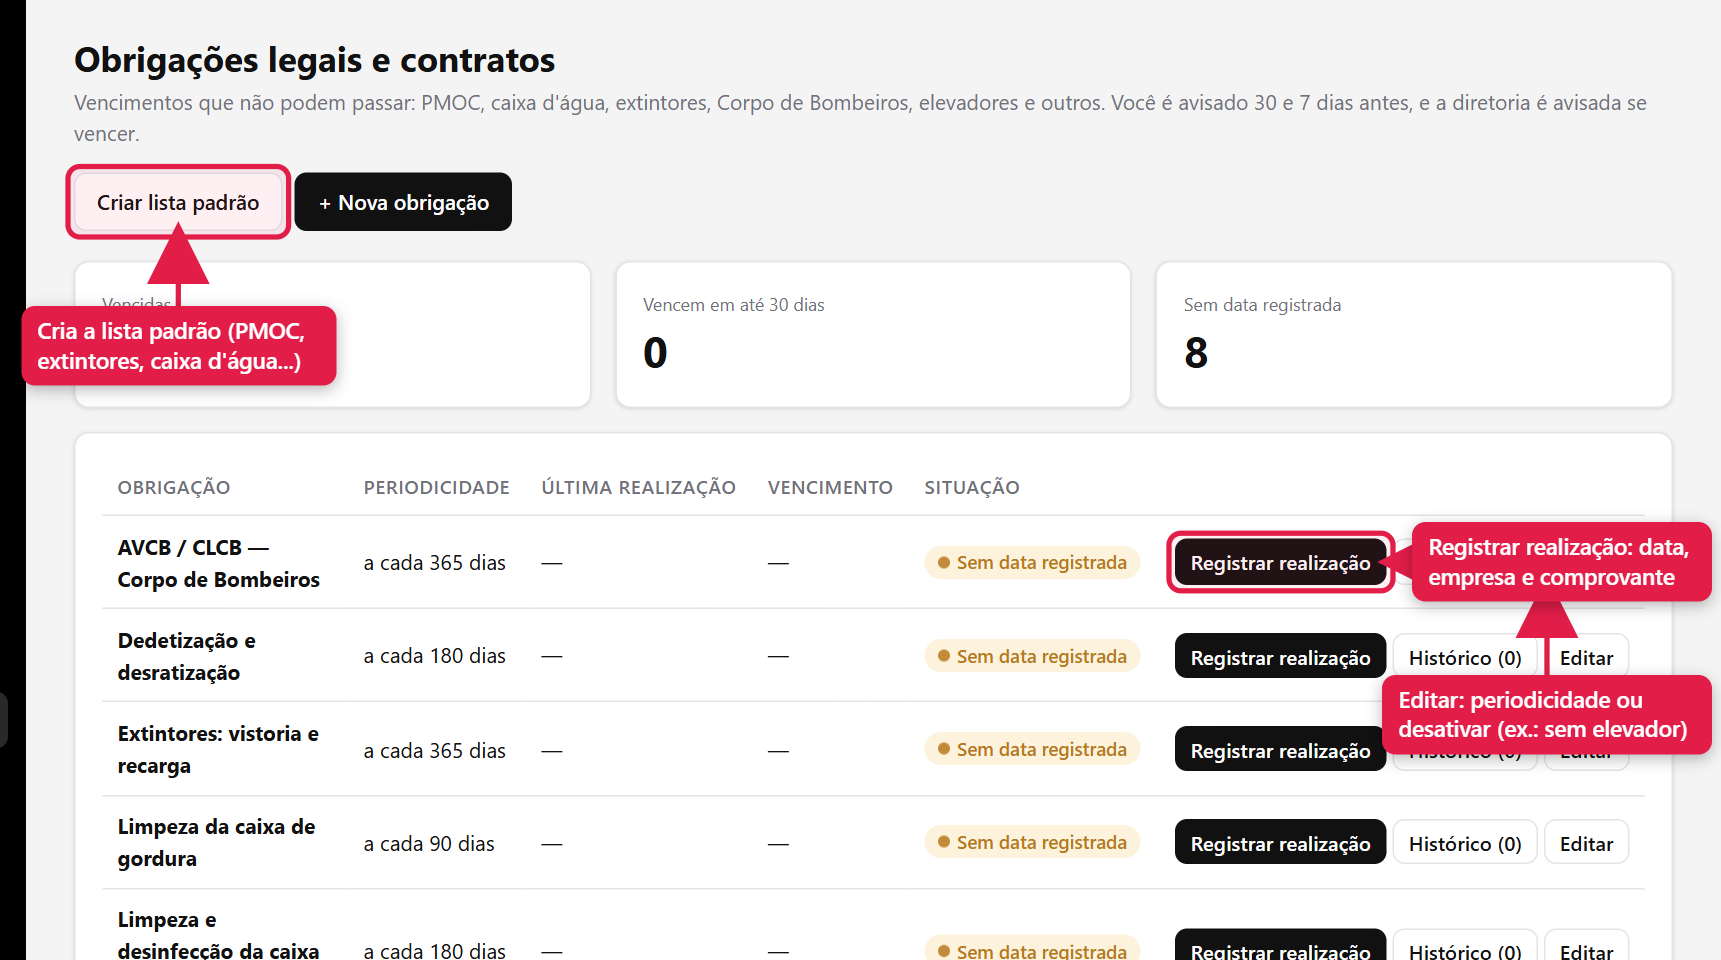 Obrigações legais e contratos
Vencimentos que não podem passar: PMOC, caixa d'água, extintores, Corpo de Bombeiros, elevadores e outros. Você é avisado 30 e 7 dias antes, e a diretoria é avisada se
vencer.
Criar lista padrão
+ Nova obrigação
Vencidas
Cria a lista padrão (PMOC,
extintores, caixa d'água...)
Vencem em até 30 dias
0
Sem data registrada
8
OBRIGAÇÃO PERIODICIDADE ÚLTIMA REALIZAÇÃO VENCIMENTO SITUAÇÃO
AVCB / CLCB —
Corpo de Bombeiros
a cada 365 dias — — Sem data registrada Registrar realização
Registrar realização: data,
empresa e comprovante
Dedetização e
desratização
a cada 180 dias — — Sem data registrada Registrar realização Histórico (0) Editar
Editar: periodicidade ou
desativar (ex.: sem elevador)
Extintores: vistoria e
recarga
a cada 365 dias — — Sem data registrada Registrar realização Histórico (0) Editar
Limpeza da caixa de
gordura
a cada 90 dias — — Sem data registrada Registrar realização Histórico (0) Editar
Limpeza e
desinfecção da caixa
a cada 180 dias — — Sem data registrada Registrar realização Histórico (0) Editar